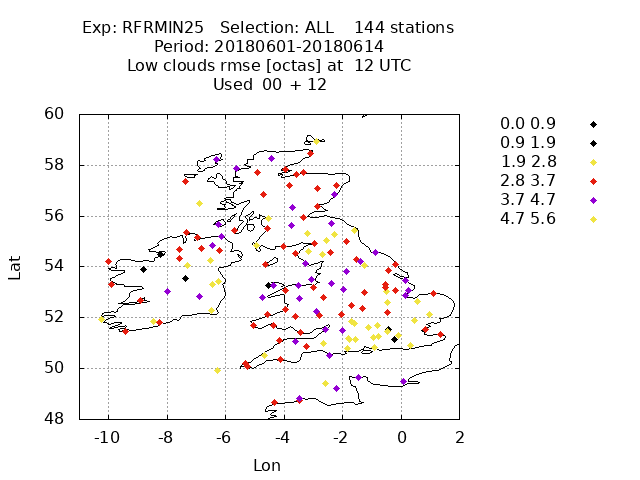 Exp: RFRMIN25 Selection: ALL 144 stations
Period: 20180601-20180614
Low clouds rmse [octas] at 12 UTC
Used 00 + 12
60
58
56
54
52
50
48
Lat
-10 -8 -6 -4 -2 0 2
Lon
0.0 0.9
0.9 1.9
1.9 2.8
2.8 3.7
3.7 4.7
4.7 5.6